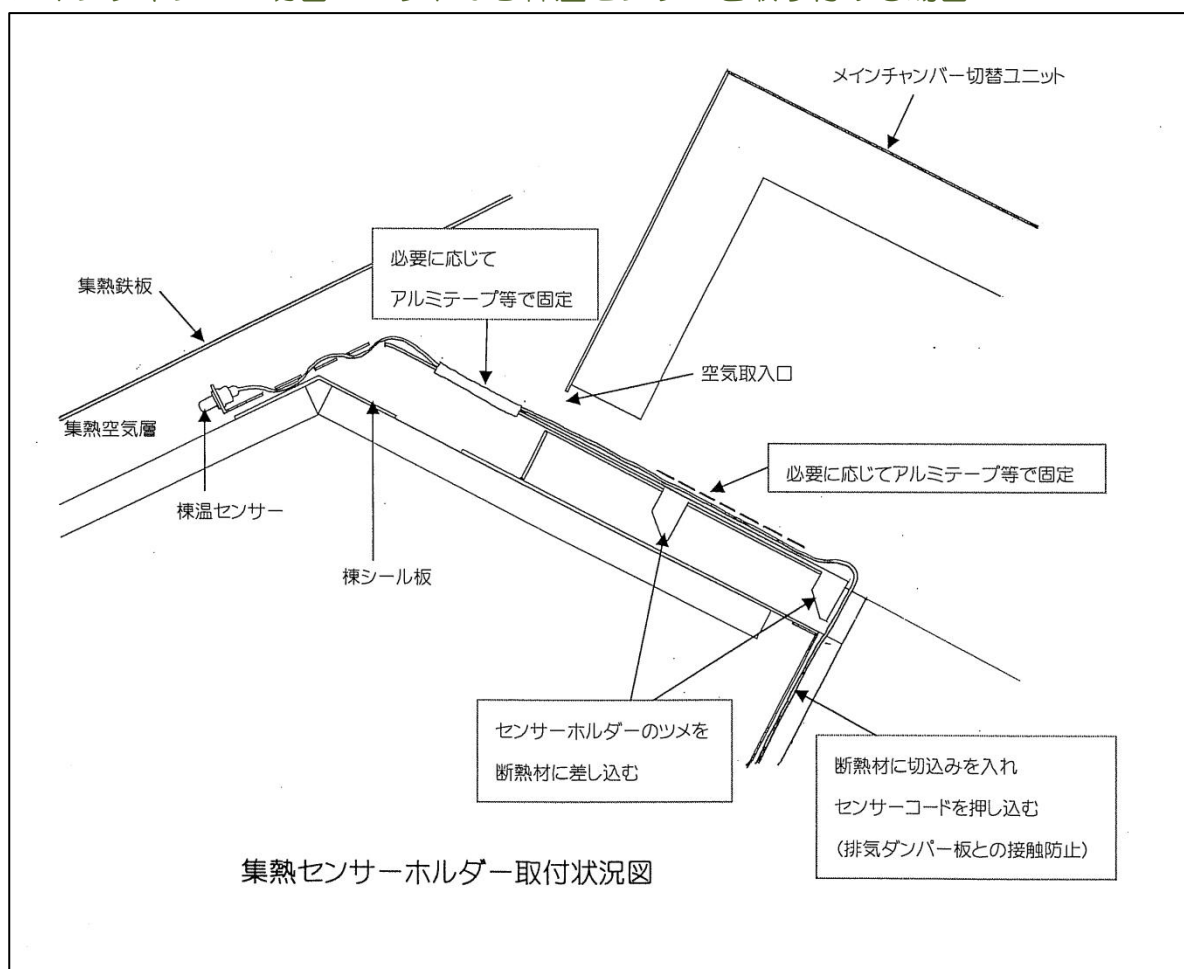 メインチャンバー切替ユニット
必要に応じて
アルミテープ等で固定
集熱鉄板
空気取入口
集熱空気層
必要に応じてアルミテープ等で固定
棟温センサー
棟シール板
センサーホルダーのツメを
断熱材に差し込む
断熱材に切込みを入れ
センサーコードを押し込む
(排気ダンパー板との接触防止)
集熱センサーホルダー取付状況図